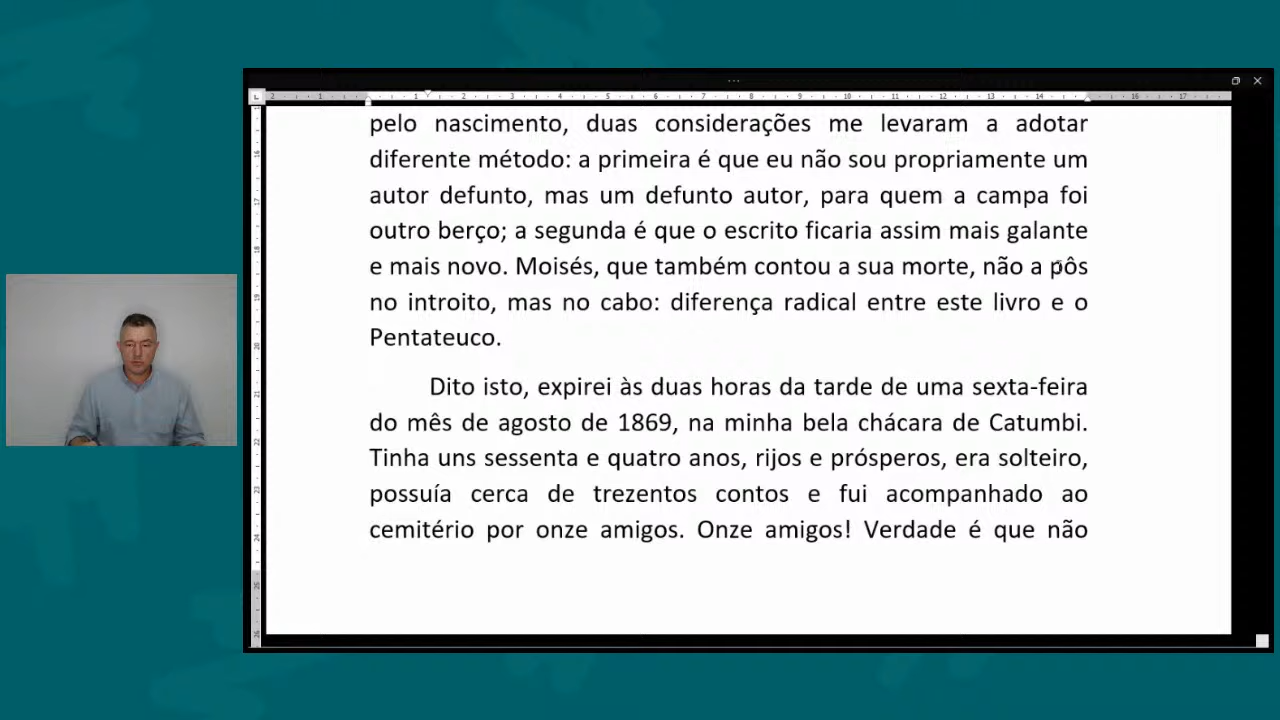 pelo nascimento, duas considerações me levaram a adotar
diferente método: a primeira é que eu não sou propriamente um
autor defunto, mas um defunto autor, para quem a campa foi
outro berço; a segunda é que o escrito ficaria assim mais galante
e mais novo. Moisés, que também contou a sua morte, não a pôs
no introito, mas no cabo: diferença radical entre este livro e o
Pentateuco.
Dito isto, expirei às duas horas da tarde de uma sexta-feira
do mês de agosto de 1869, na minha bela chácara de Catumbi.
Tinha uns sessenta e quatro anos, rijos e prósperos, era solteiro,
possuía cerca de trezentos contos e fui acompanhado ao
cemitério por onze amigos. Onze amigos! Verdade é que não